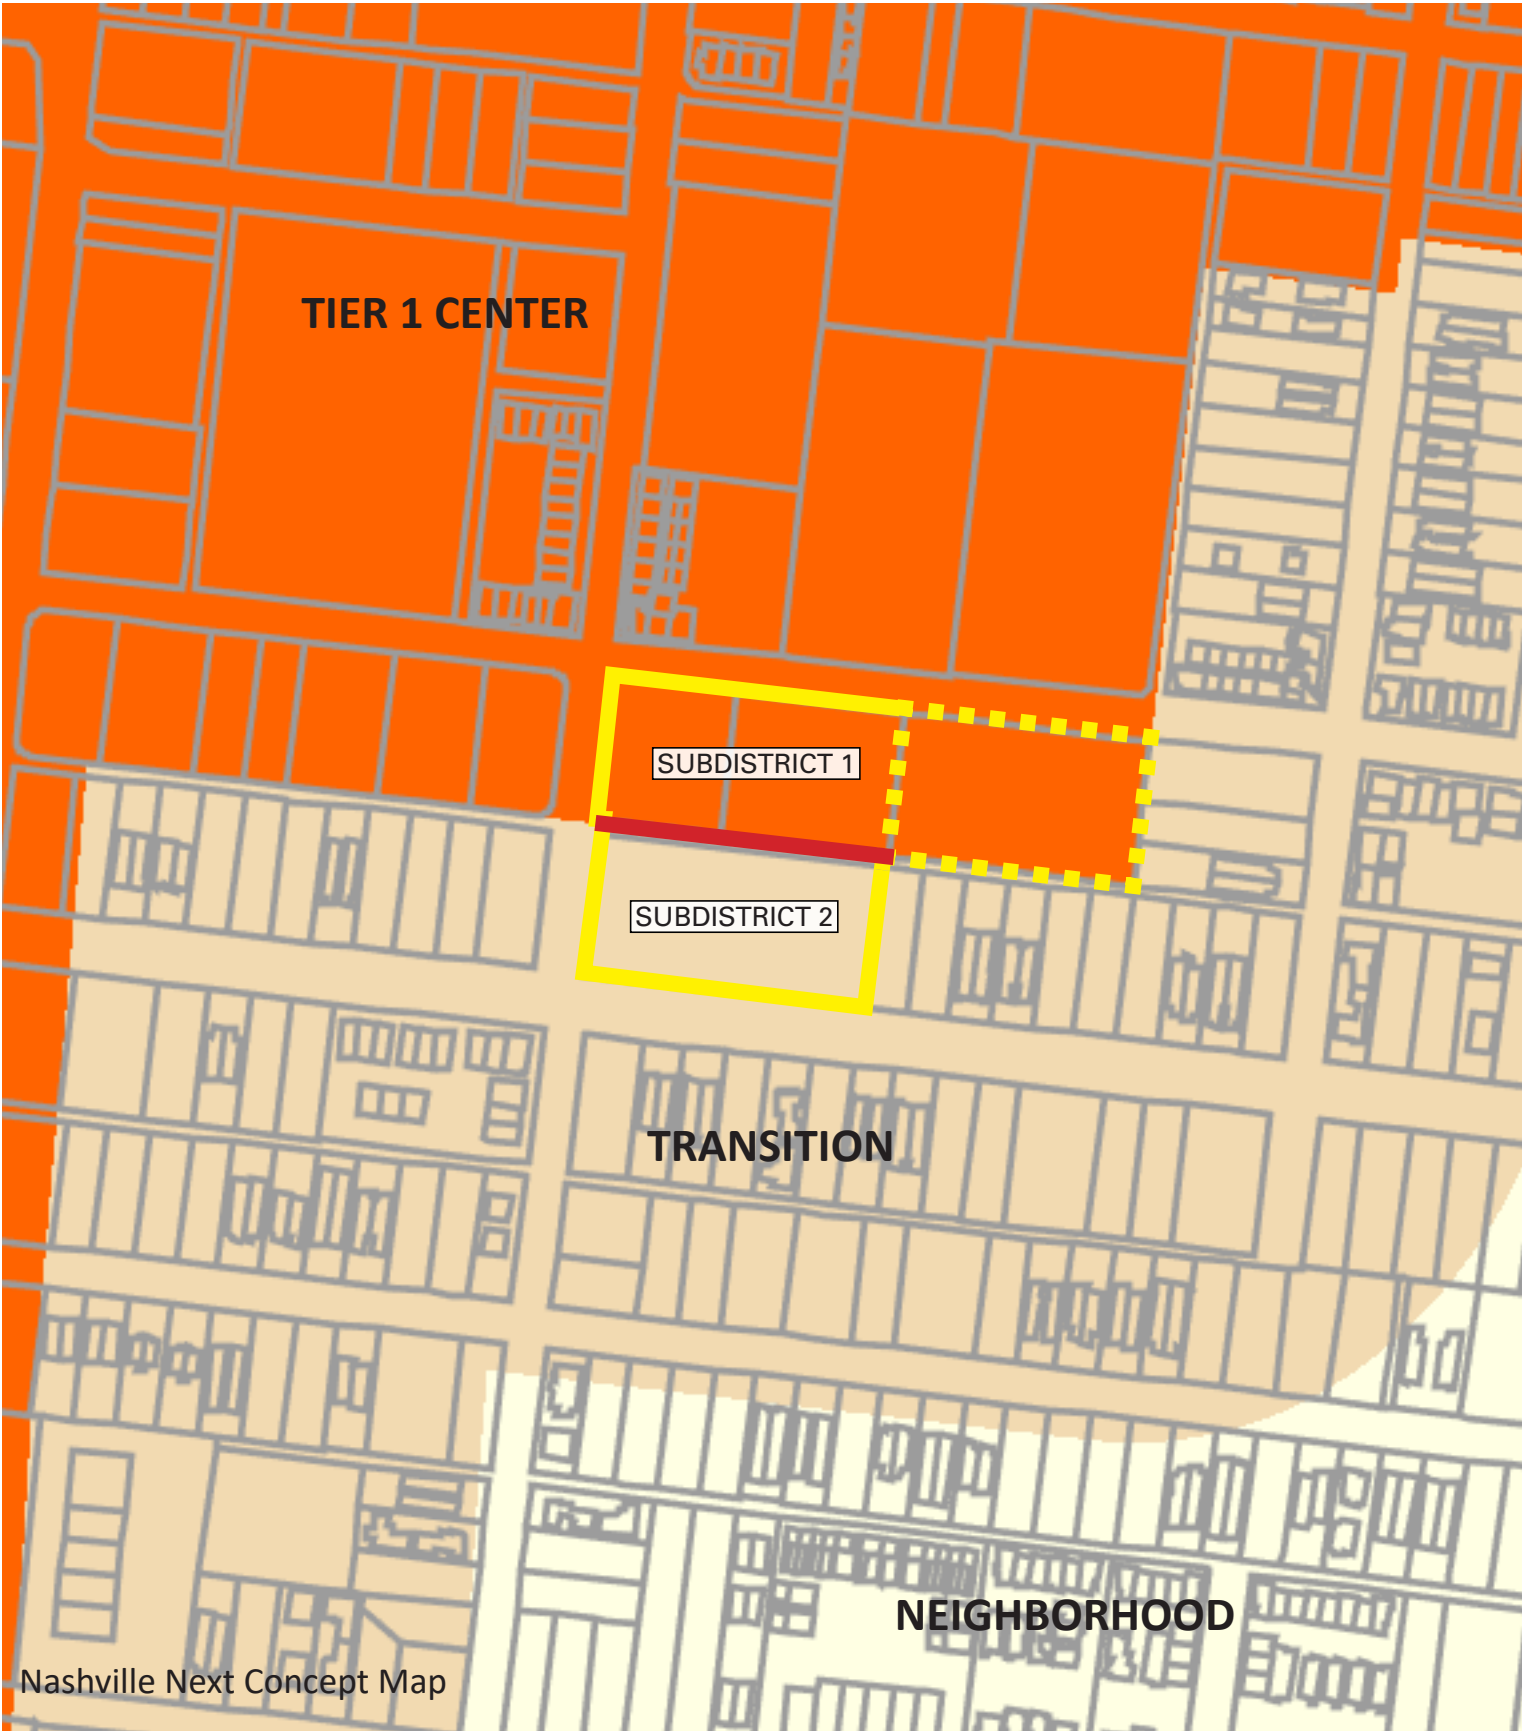 TIER 1 CENTER
SUBDISTRICT 1
SUBDISTRICT 2
TRANSITION
NEIGHBORHOOD
Nashville Next Concept Map